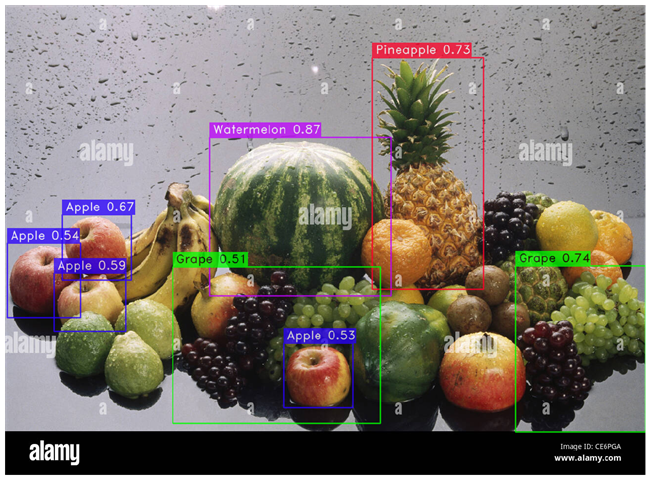 Pineapple 0.73
Watermelon 0.87
alamy
alamy
alamy
Apple 0.67
Apple 0.54
Apple 0.59
Grape 0.51
Grape 0.74
Apple 0.53
alamy
alamy
alamy
Image ID: CE6PGA
www.alamy.com
a
a
a
a
a
a
a
a
a
a
a
a